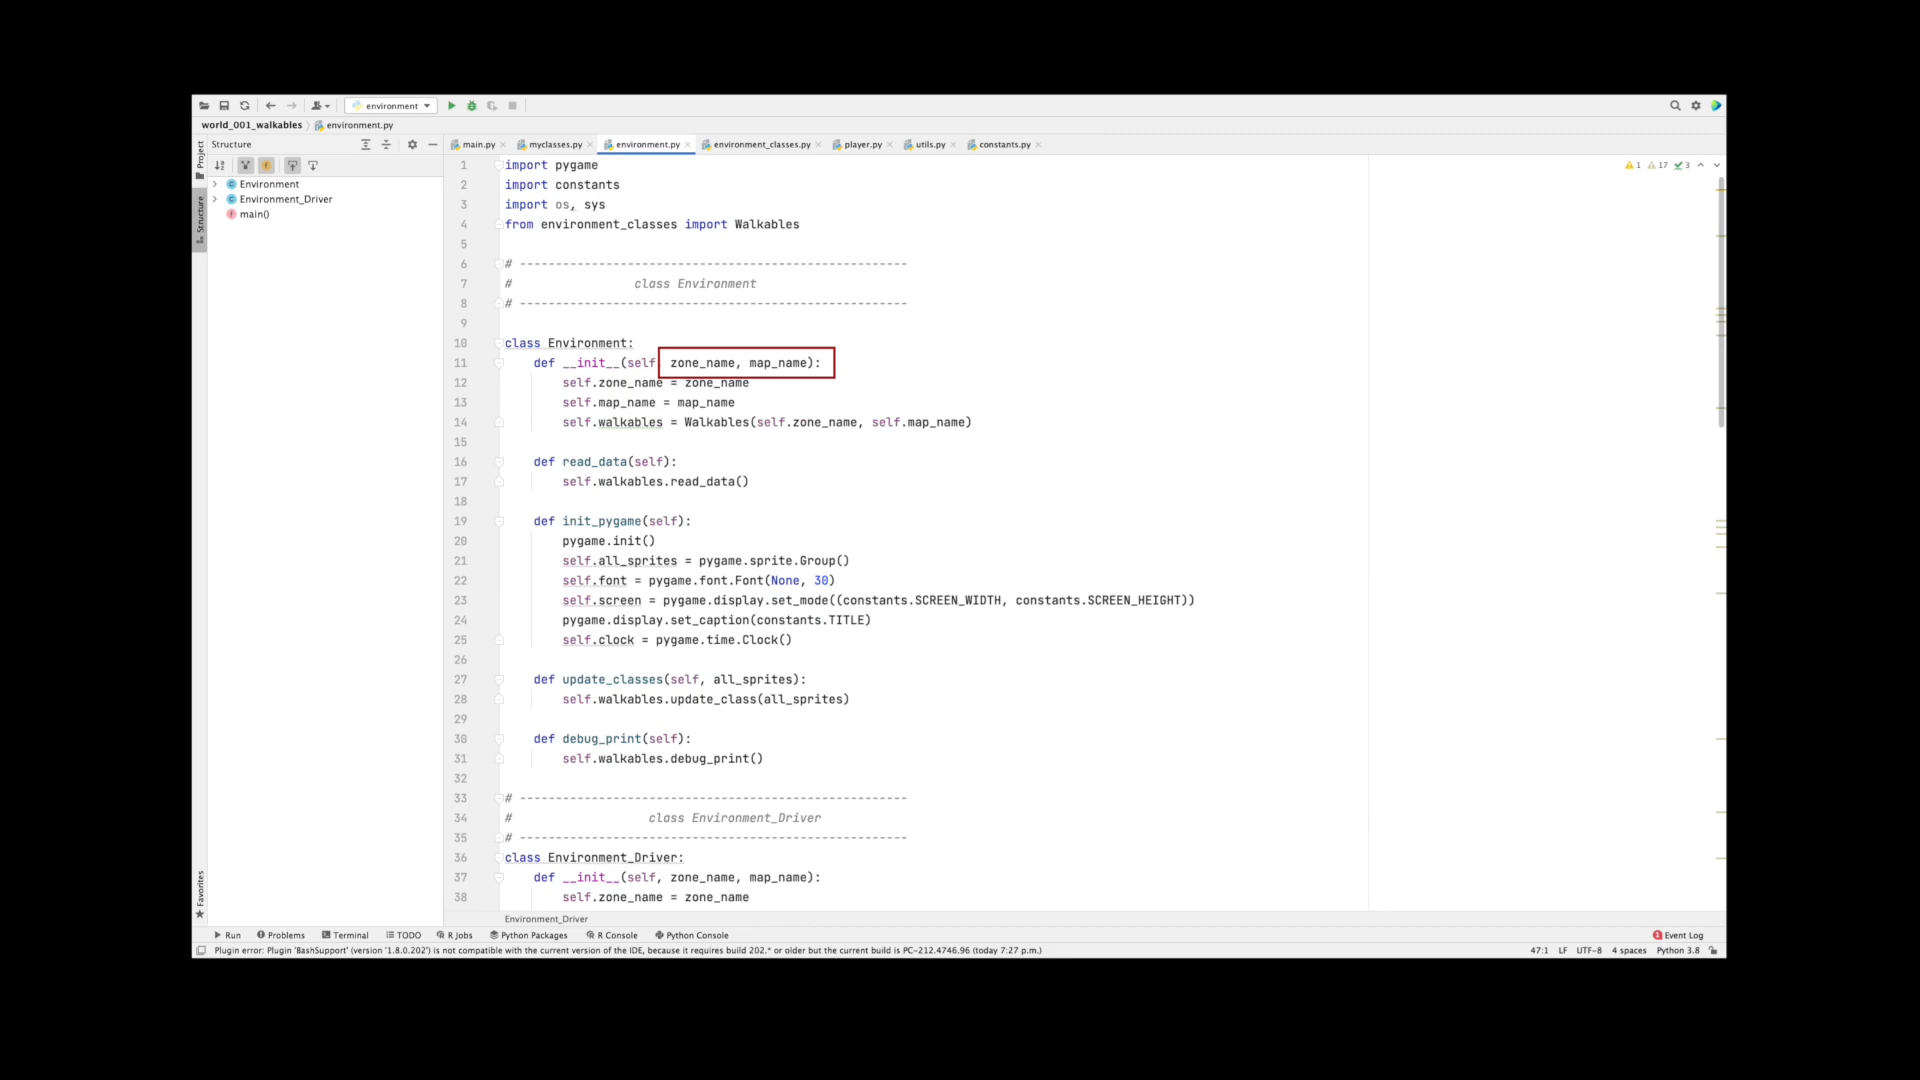 environment
world_001_walkables environment.py
Structure
main.py myclasses.py environment.py environment_classes.py player.py utils.py constants.py
Project
Structure
Favorites
Environment
Environment_Driver
main()
1 17 3
1 import pygame
2 import constants
3 import os, sys
4 from environment_classes import Walkables
5
6 # ------------------------------------------------------
7 # class Environment
8 # ------------------------------------------------------
9
10 class Environment:
11 def __init__(self, zone_name, map_name):
12 self.zone_name = zone_name
13 self.map_name = map_name
14 self.walkables = Walkables(self.zone_name, self.map_name)
15
16 def read_data(self):
17 self.walkables.read_data()
18
19 def init_pygame(self):
20 pygame.init()
21 self.all_sprites = pygame.sprite.Group()
22 self.font = pygame.font.Font(None, 30)
23 self.screen = pygame.display.set_mode((constants.SCREEN_WIDTH, constants.SCREEN_HEIGHT))
24 pygame.display.set_caption(constants.TITLE)
25 self.clock = pygame.time.Clock()
26
27 def update_classes(self, all_sprites):
28 self.walkables.update_class(all_sprites)
29
30 def debug_print(self):
31 self.walkables.debug_print()
32
33 # ------------------------------------------------------
34 # class Environment_Driver
35 # ------------------------------------------------------
36 class Environment_Driver:
37 def __init__(self, zone_name, map_name):
38 self.zone_name = zone_name
Environment_Driver
Run Problems Terminal TODO R Jobs Python Packages R Console Python Console 1 Event Log
Plugin error: Plugin 'BashSupport' (version '1.8.0.202') is not compatible with the current version of the IDE, because it requires build 202.* or older but the current build is PC-212.4746.96 (today 7:27 p.m.) 47:1 LF UTF-8 4 spaces Python 3.8